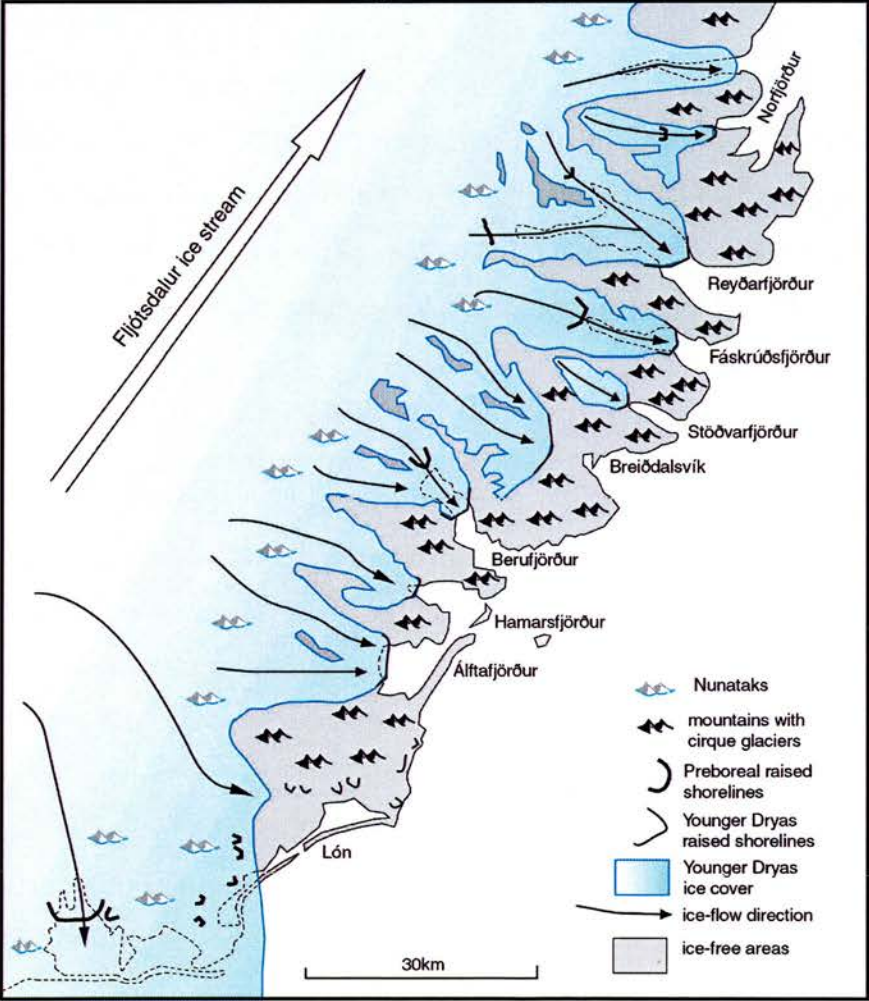 Norfjörður
Fljótsdalur ice stream
Reyðarfjörður
Fáskrúðsfjörður
Stöðvarfjörður
Breiðdalsvík
Berufjörður
Hamarsfjörður
Álftafjörður
Lón
Nunataks
mountains with
cirque glaciers
Preboreal raised
shorelines
Younger Dryas
raised shorelines
Younger Dryas
ice cover
ice-flow direction
ice-free areas
30km